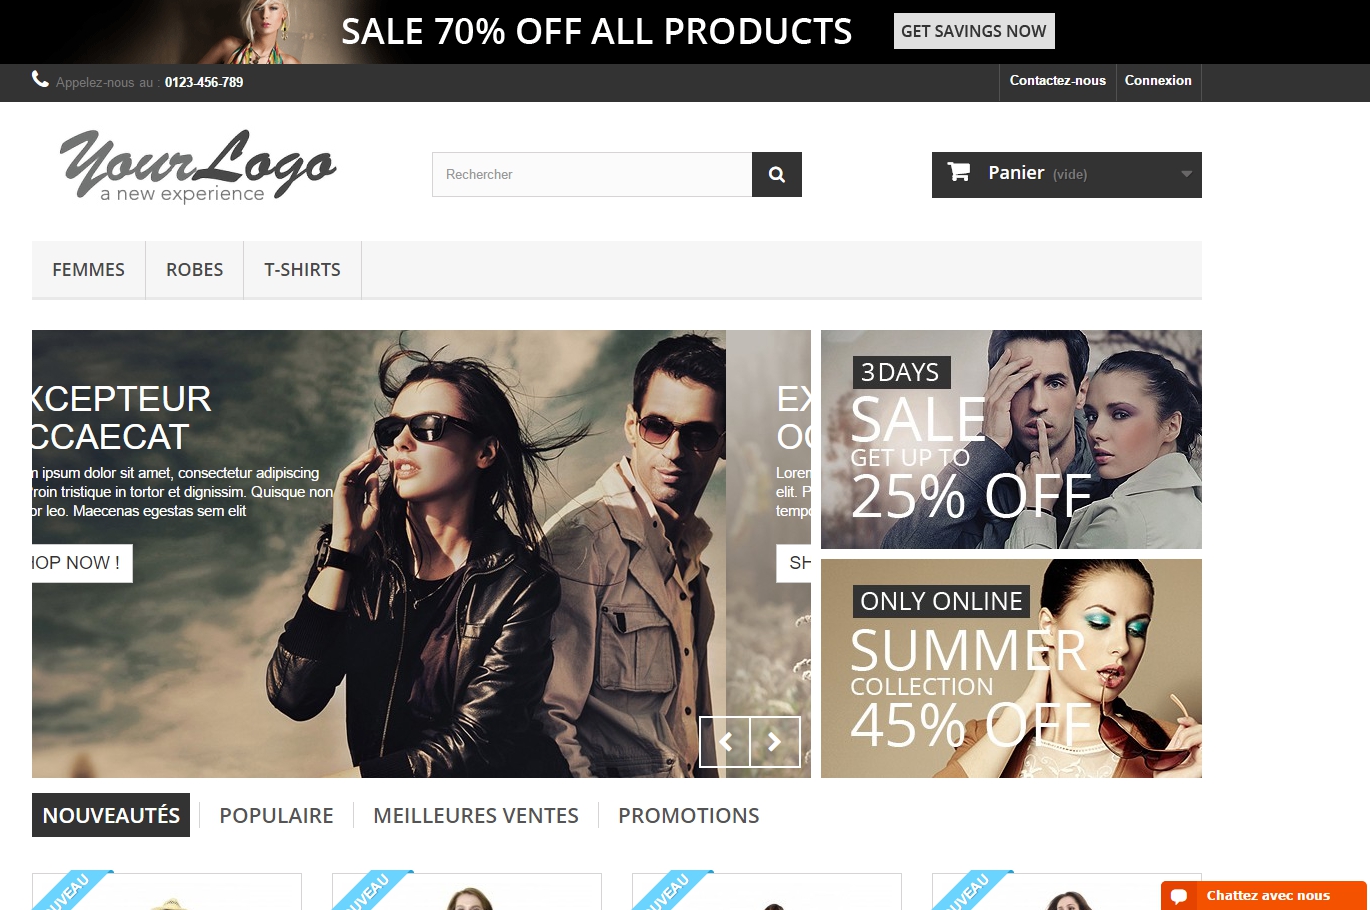 SALE 70% OFF ALL PRODUCTS
GET SAVINGS NOW
Appelez-nous au : 0123-456-789
Contactez-nous
Connexion
YourLogo
a new experience
Rechercher
Panier (vide)
FEMMES
ROBES
T-SHIRTS
XCEPTEUR
CCAECAT
m ipsum dolor sit amet, consectetur adipiscing
Proin tristique in tortor et dignissim. Quisque non
or leo. Maecenas egestas sem elit
HOP NOW !
EX
OC
Lorem
elit. P
tempo
SH
3 DAYS
SALE
GET UP TO
25% OFF
ONLY ONLINE
SUMMER
COLLECTION
45% OFF
NOUVEAUTÉS
POPULAIRE
MEILLEURES VENTES
PROMOTIONS
UVEAU
UVEAU
UVEAU
UVEAU
Chattez avec nous